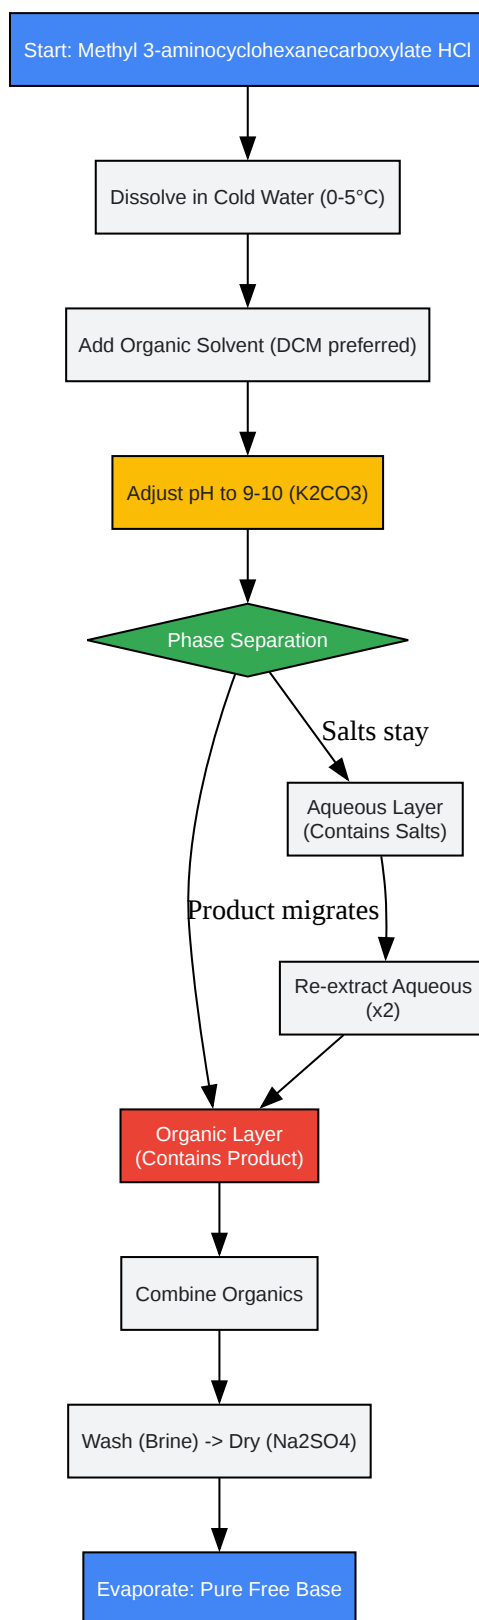 Start: Methyl 3-aminocyclohexanecarboxylate HCl
Dissolve in Cold Water (0-5°C)
Add Organic Solvent (DCM preferred)
Adjust pH to 9-10 (K2CO3)
Phase Separation
Salts stay
Aqueous Layer
(Contains Salts)
Product migrates
Re-extract Aqueous
(x2)
Organic Layer
(Contains Product)
Combine Organics
Wash (Brine) -> Dry (Na2SO4)
Evaporate: Pure Free Base